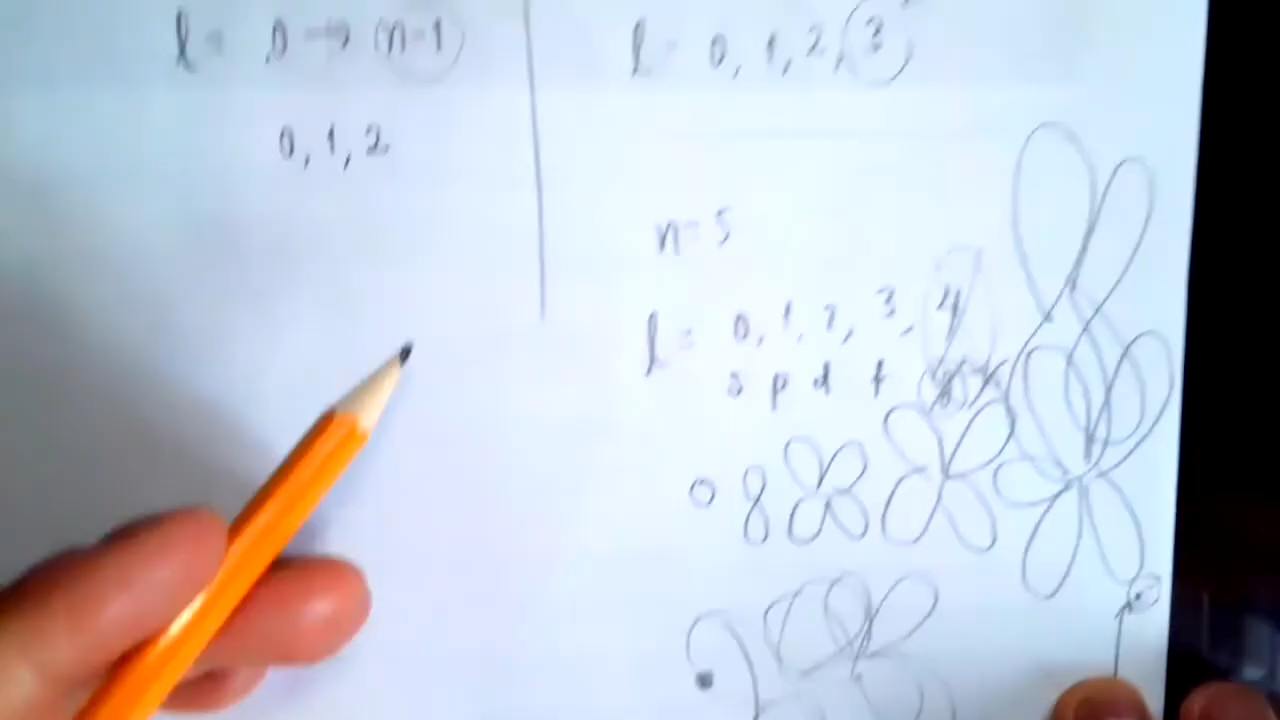 l = 0 → (n-1)
0, 1, 2
l = 0, 1, 2, 3
n = 5
l = 0, 1, 2, 3, 4
s p d f